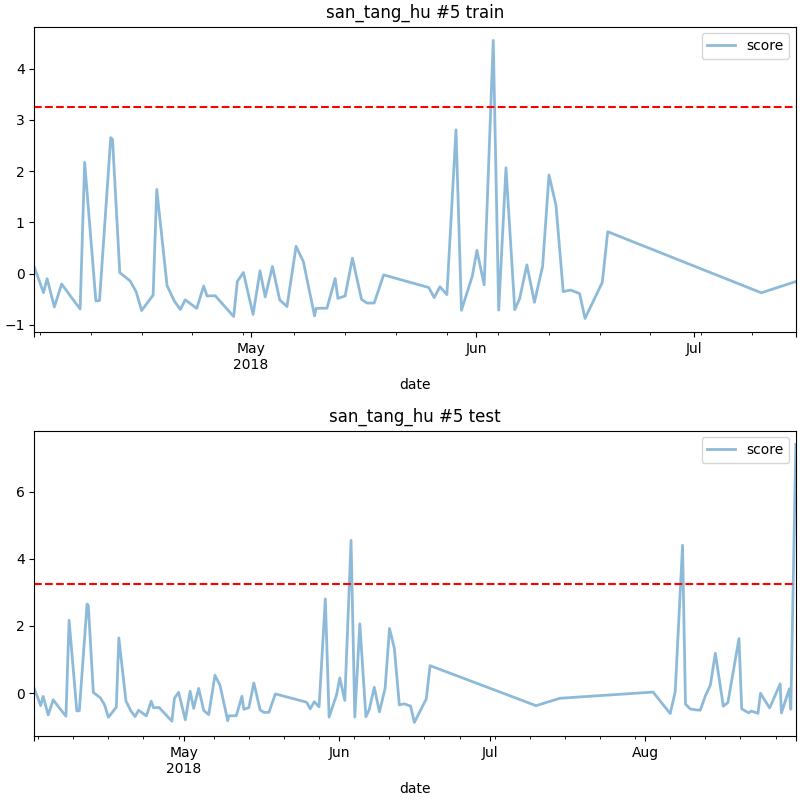 san_tang_hu #5 train
score
4
3
2
1
0
−1
May
2018
Jun
Jul
date
san_tang_hu #5 test
score
6
4
2
0
May
2018
Jun
Jul
Aug
date